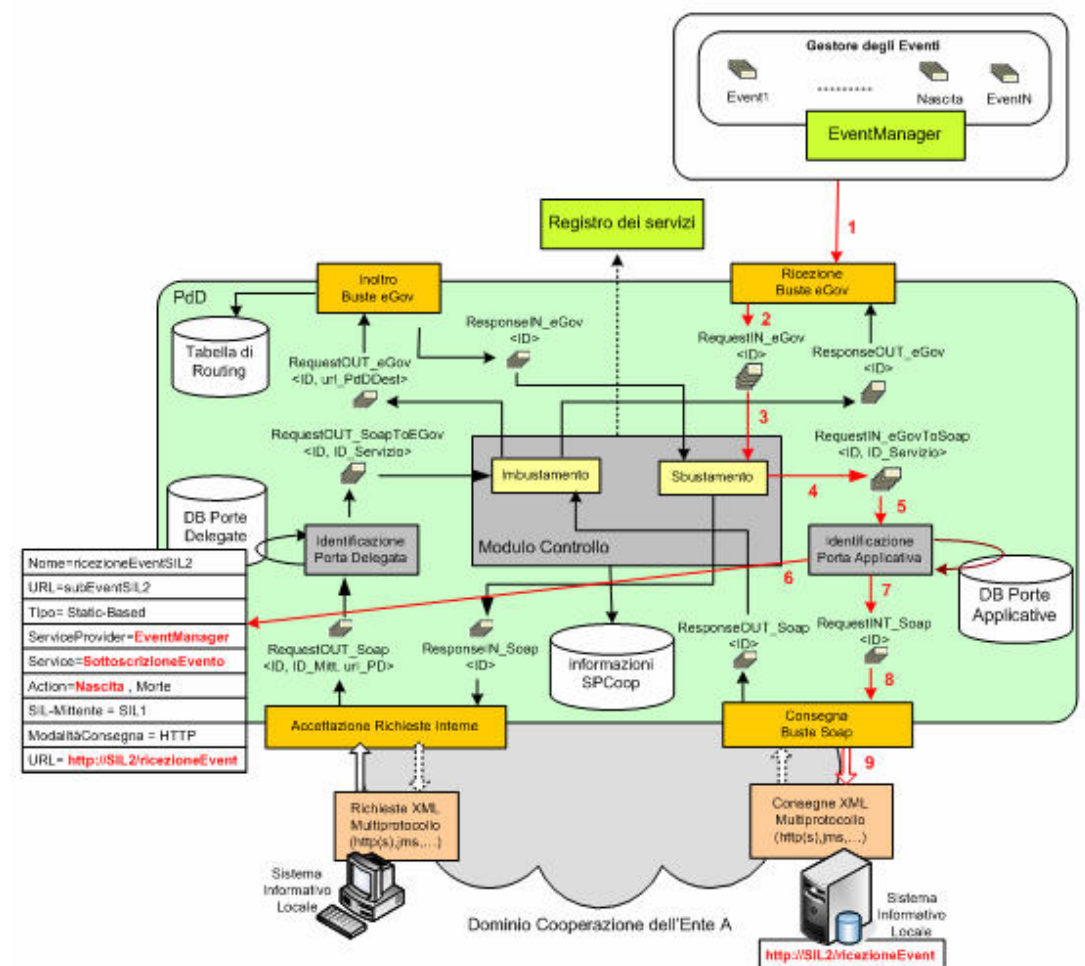 Gestore degli Eventi
Event1
.........
Nascita
EventN
EventManager
1
Registro dei servizi
PdD
Inoltro
Buste eGov
Ricezione
Buste eGov
2
Tabella di
Routing
ResponseIN_eGov
<ID>
RequestIN_eGov
<ID>
ResponseOUT_eGov
<ID>
RequestOUT_eGov
<ID, url_PdDDest>
3
RequestOUT_SoapToEGov
<ID, ID_Servizio>
RequestIN_eGovToSoap
<ID, ID_Servizio>
Imbustamento
Sbustamento
4
5
DB Porte
Delegate
Identificazione
Porta Delegata
Modulo Controllo
Identificazione
Porta Applicativa
6
7
DB Porte
Applicative
Nome=ricezioneEventSIL2
URL=subEventSIL2
Tipo= Static-Based
ServiceProvider=EventManager
Service=SottoscrizioneEvento
Action=Nascita , Morte
SIL-Mittente = SIL1
ModalitàConsegna = HTTP
URL= http://SIL2/ricezioneEvent
RequestOUT_Soap
<ID, ID_Mitt, url_PD>
ResponseIN_Soap
<ID>
informazioni
SPCoop
ResponseOUT_Soap
<ID>
RequestINT_Soap
<ID>
8
Accettazione Richieste Interne
Consegna
Buste Soap
9
Richieste XML
Multiprotocollo
(http(s),jms,...)
Consegne XML
Multiprotocollo
(http(s),jms,...)
Sistema
Informativo
Locale
Dominio Cooperazione dell'Ente A
Sistema
Informativo
Locale
http://SIL2/ricezioneEvent